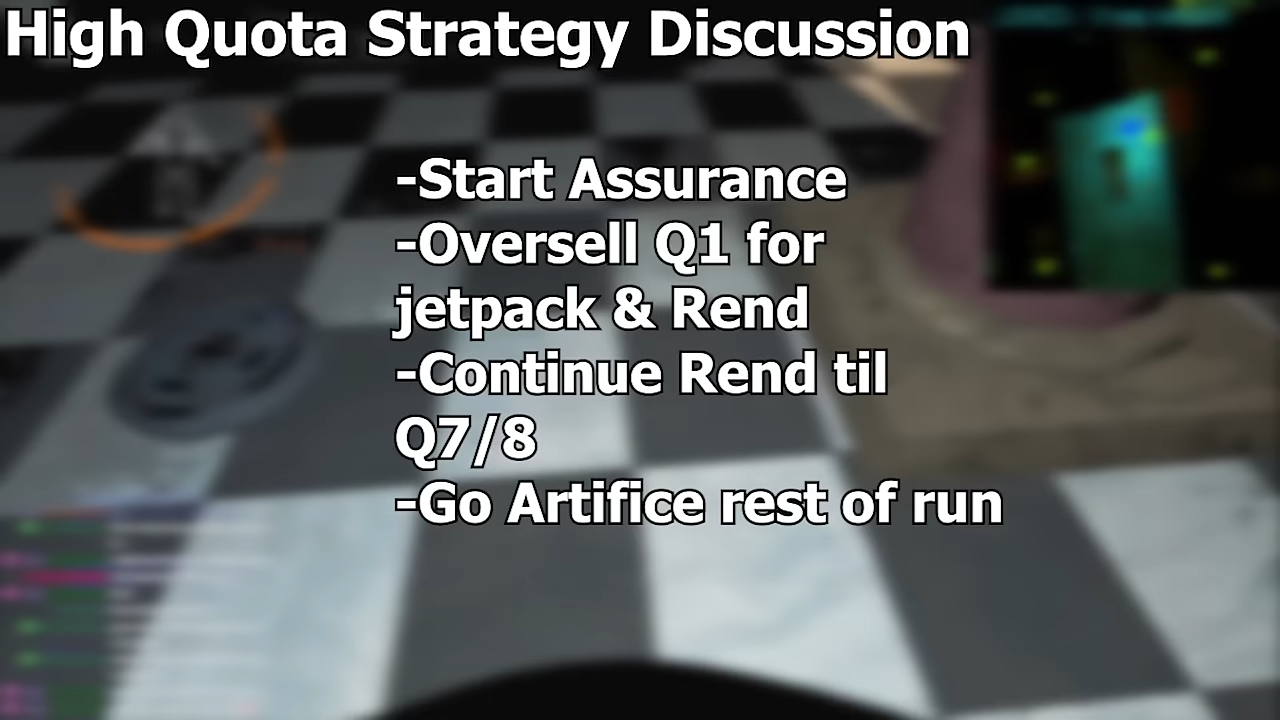 High Quota Strategy Discussion
-Start Assurance
-Oversell Q1 for
jetpack & Rend
-Continue Rend til
Q7/8
-Go Artifice rest of run